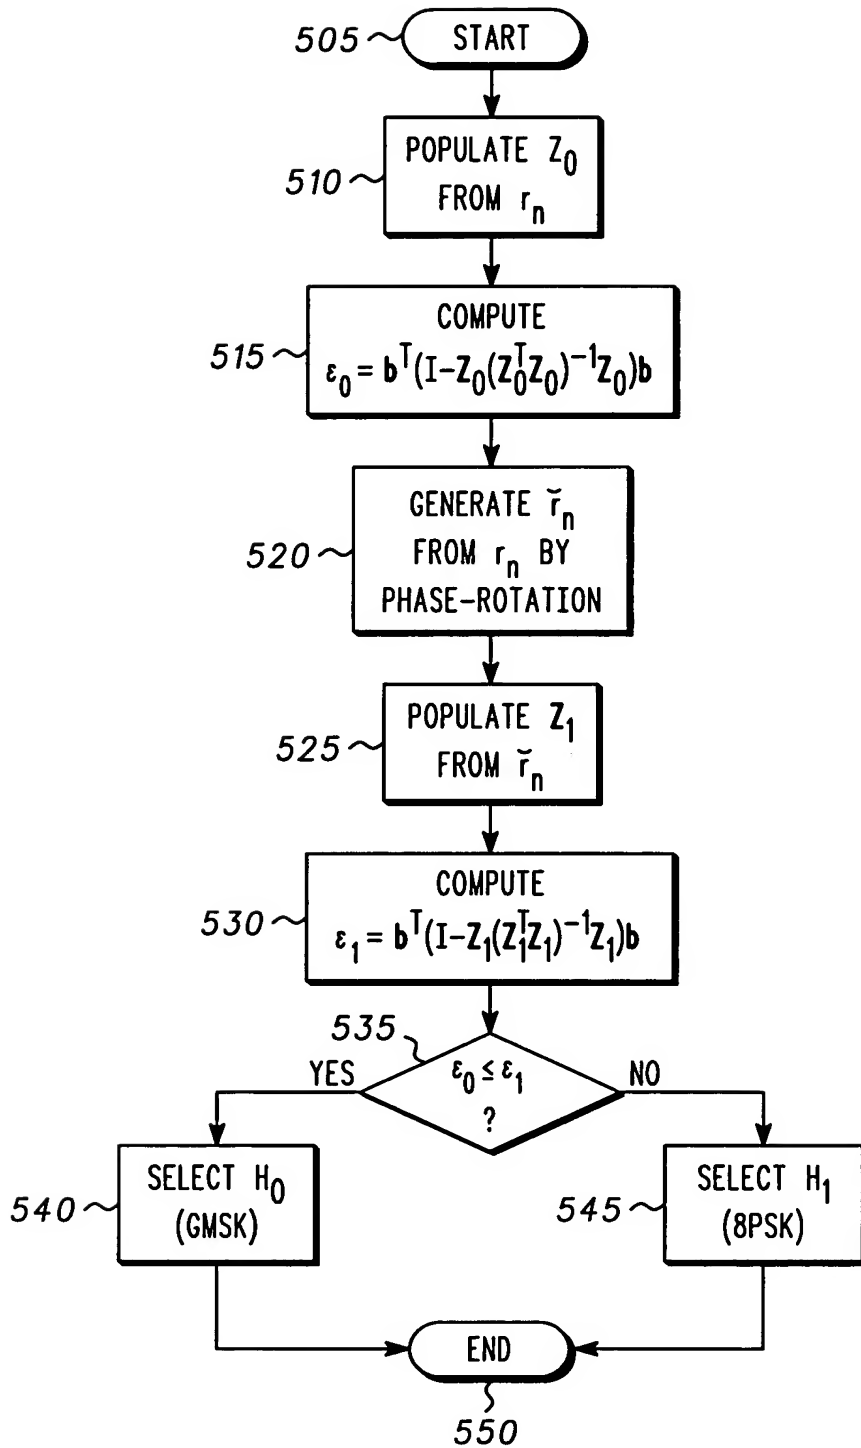 505
START
510
POPULATE Z₀
FROM rₙ
515
COMPUTE
ε₀ = bᵀ(I-Z₀(Z₀ᵀZ₀)⁻¹Z₀)b
520
GENERATE r̆ₙ
FROM rₙ BY
PHASE-ROTATION
525
POPULATE Z₁
FROM r̆ₙ
530
COMPUTE
ε₁ = bᵀ(I-Z₁(Z₁ᵀZ₁)⁻¹Z₁)b
535
YES
ε₀ ≤ ε₁
?
NO
540
SELECT H₀
(GMSK)
545
SELECT H₁
(8PSK)
END
550